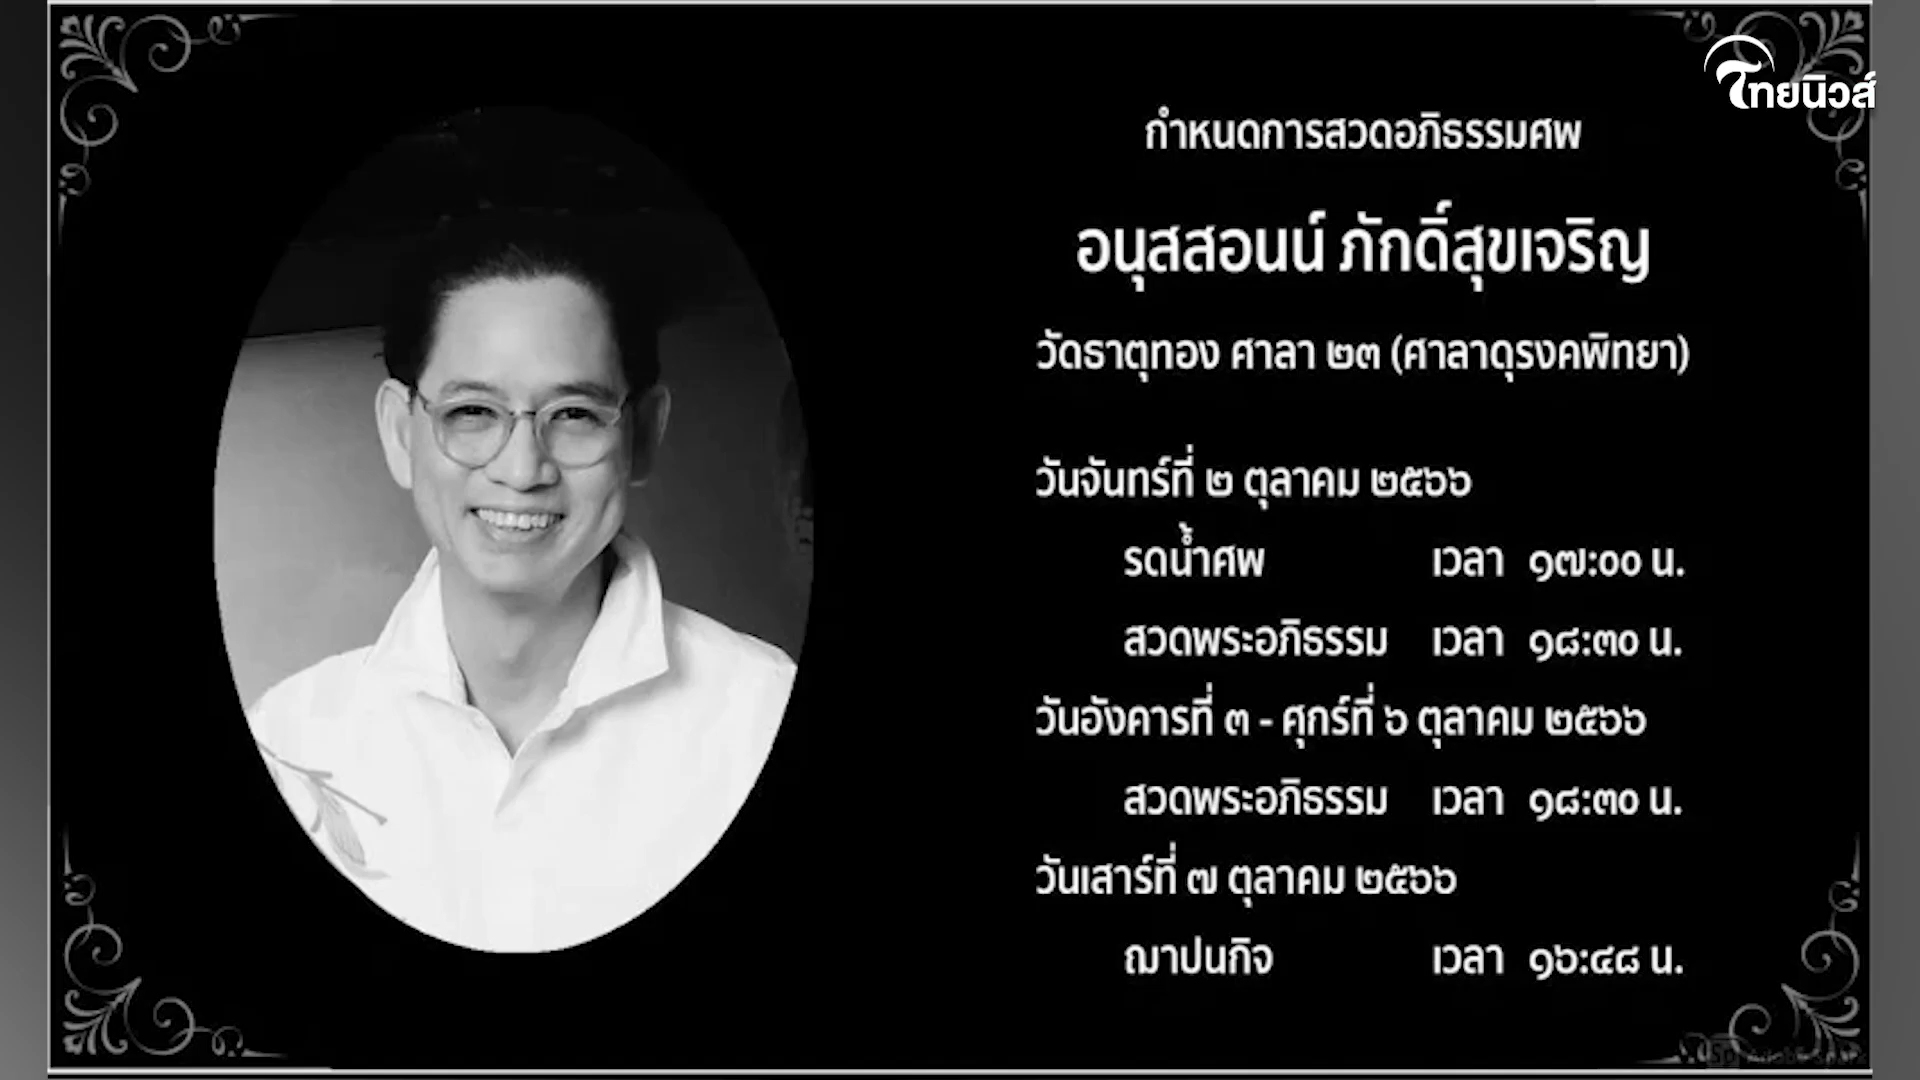 ไทยนิวส์
กำหนดการสวดอภิธรรมศพ
อนุสสอนน์ ภักดิ์สุขเจริญ
วัดธาตุทอง ศาลา ๒๓ (ศาลาดุรงคพิทยา)
วันจันทร์ที่ ๒ ตุลาคม ๒๕๖๖
รดน้ำศพ เวลา ๑๗:๐๐ น.
สวดพระอภิธรรม เวลา ๑๘:๓๐ น.
วันอังคารที่ ๓ - ศุกร์ที่ ๖ ตุลาคม ๒๕๖๖
สวดพระอภิธรรม เวลา ๑๘:๓๐ น.
วันเสาร์ที่ ๗ ตุลาคม ๒๕๖๖
ฌาปนกิจ เวลา ๑๖:๔๘ น.